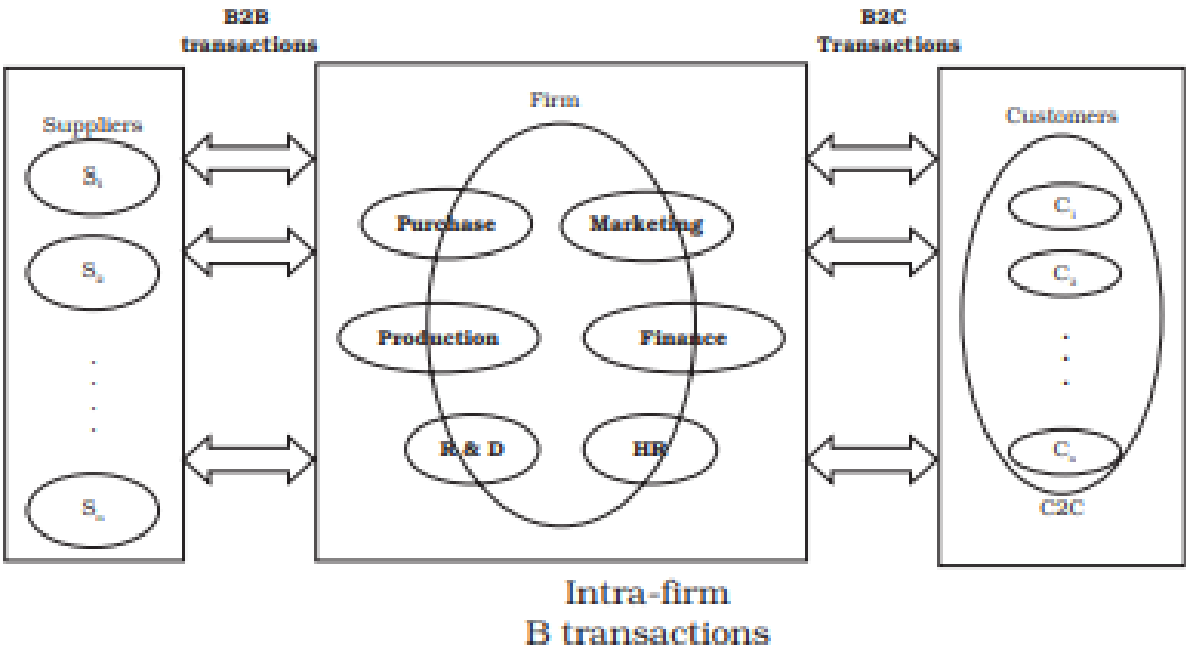 B2B
transactions
B2C
Transactions
Suppliers
Firm
Customers
S₁
Purchase
Marketing
C₁
S₂
C₂
Production
Finance
R & D
HR
Cₙ
Sₙ
C2C
Intra-firm
B transactions